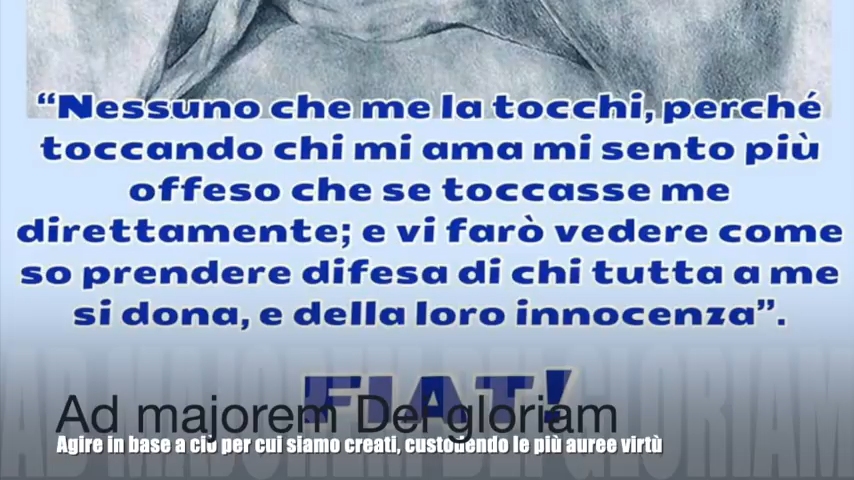 “Nessuno che me la tocchi, perché
toccando chi mi ama mi sento più
offeso che se toccasse me
direttamente; e vi farò vedere come
so prendere difesa di chi tutta a me
si dona, e della loro innocenza”.
FIAT!
Ad majorem Dei gloriam
Agire in base a ciò per cui siamo creati, custodendo le più auree virtù
AD MAJOREM DEI GLORIAM